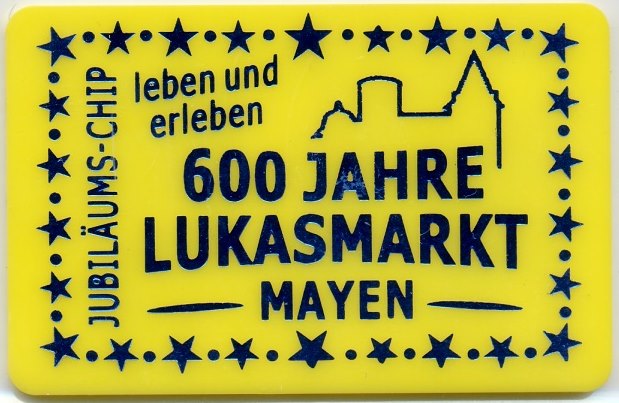 JUBILÄUMS-CHIP
leben und
erleben
600 JAHRE
LUKASMARKT
MAYEN